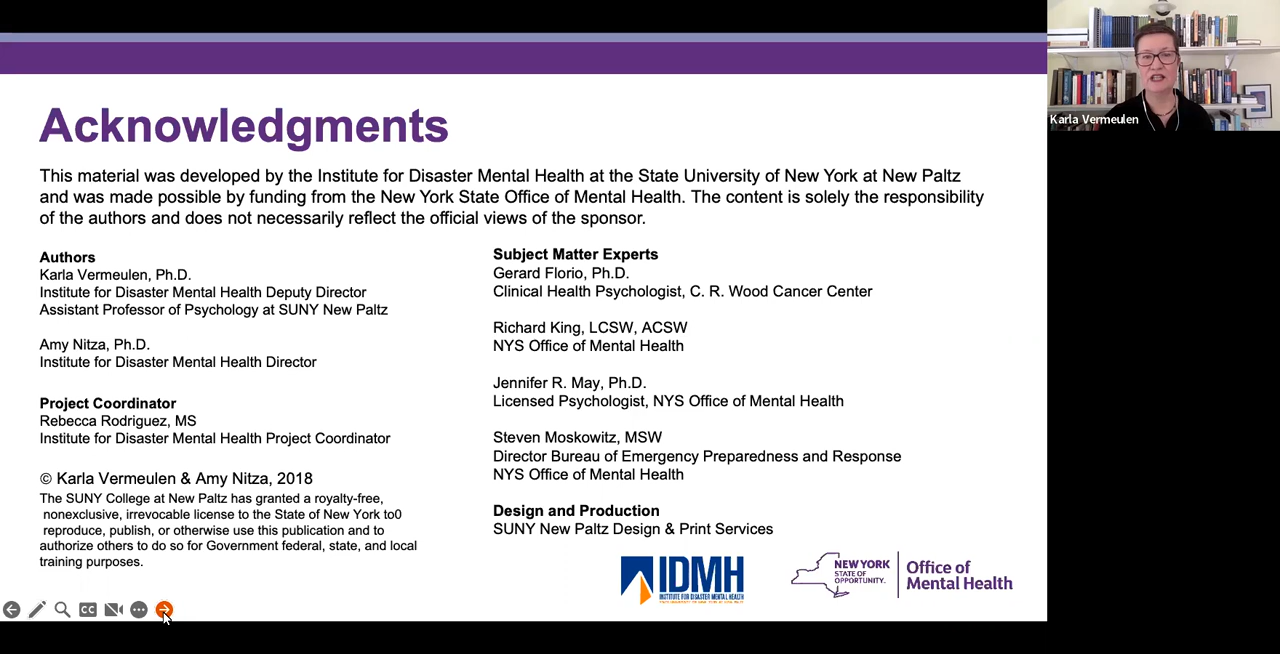 Acknowledgments
This material was developed by the Institute for Disaster Mental Health at the State University of New York at New Paltz
and was made possible by funding from the New York State Office of Mental Health. The content is solely the responsibility
of the authors and does not necessarily reflect the official views of the sponsor.
Authors
Karla Vermeulen, Ph.D.
Institute for Disaster Mental Health Deputy Director
Assistant Professor of Psychology at SUNY New Paltz
Amy Nitza, Ph.D.
Institute for Disaster Mental Health Director
Project Coordinator
Rebecca Rodriguez, MS
Institute for Disaster Mental Health Project Coordinator
© Karla Vermeulen & Amy Nitza, 2018
The SUNY College at New Paltz has granted a royalty-free,
nonexclusive, irrevocable license to the State of New York to0
reproduce, publish, or otherwise use this publication and to
authorize others to do so for Government federal, state, and local
training purposes.
Subject Matter Experts
Gerard Florio, Ph.D.
Clinical Health Psychologist, C. R. Wood Cancer Center
Richard King, LCSW, ACSW
NYS Office of Mental Health
Jennifer R. May, Ph.D.
Licensed Psychologist, NYS Office of Mental Health
Steven Moskowitz, MSW
Director Bureau of Emergency Preparedness and Response
NYS Office of Mental Health
Design and Production
SUNY New Paltz Design & Print Services
IDMH
INSTITUTE FOR DISASTER MENTAL HEALTH
NEW YORK
STATE OF
OPPORTUNITY.
Office of
Mental Health
CC
Karla Vermeulen